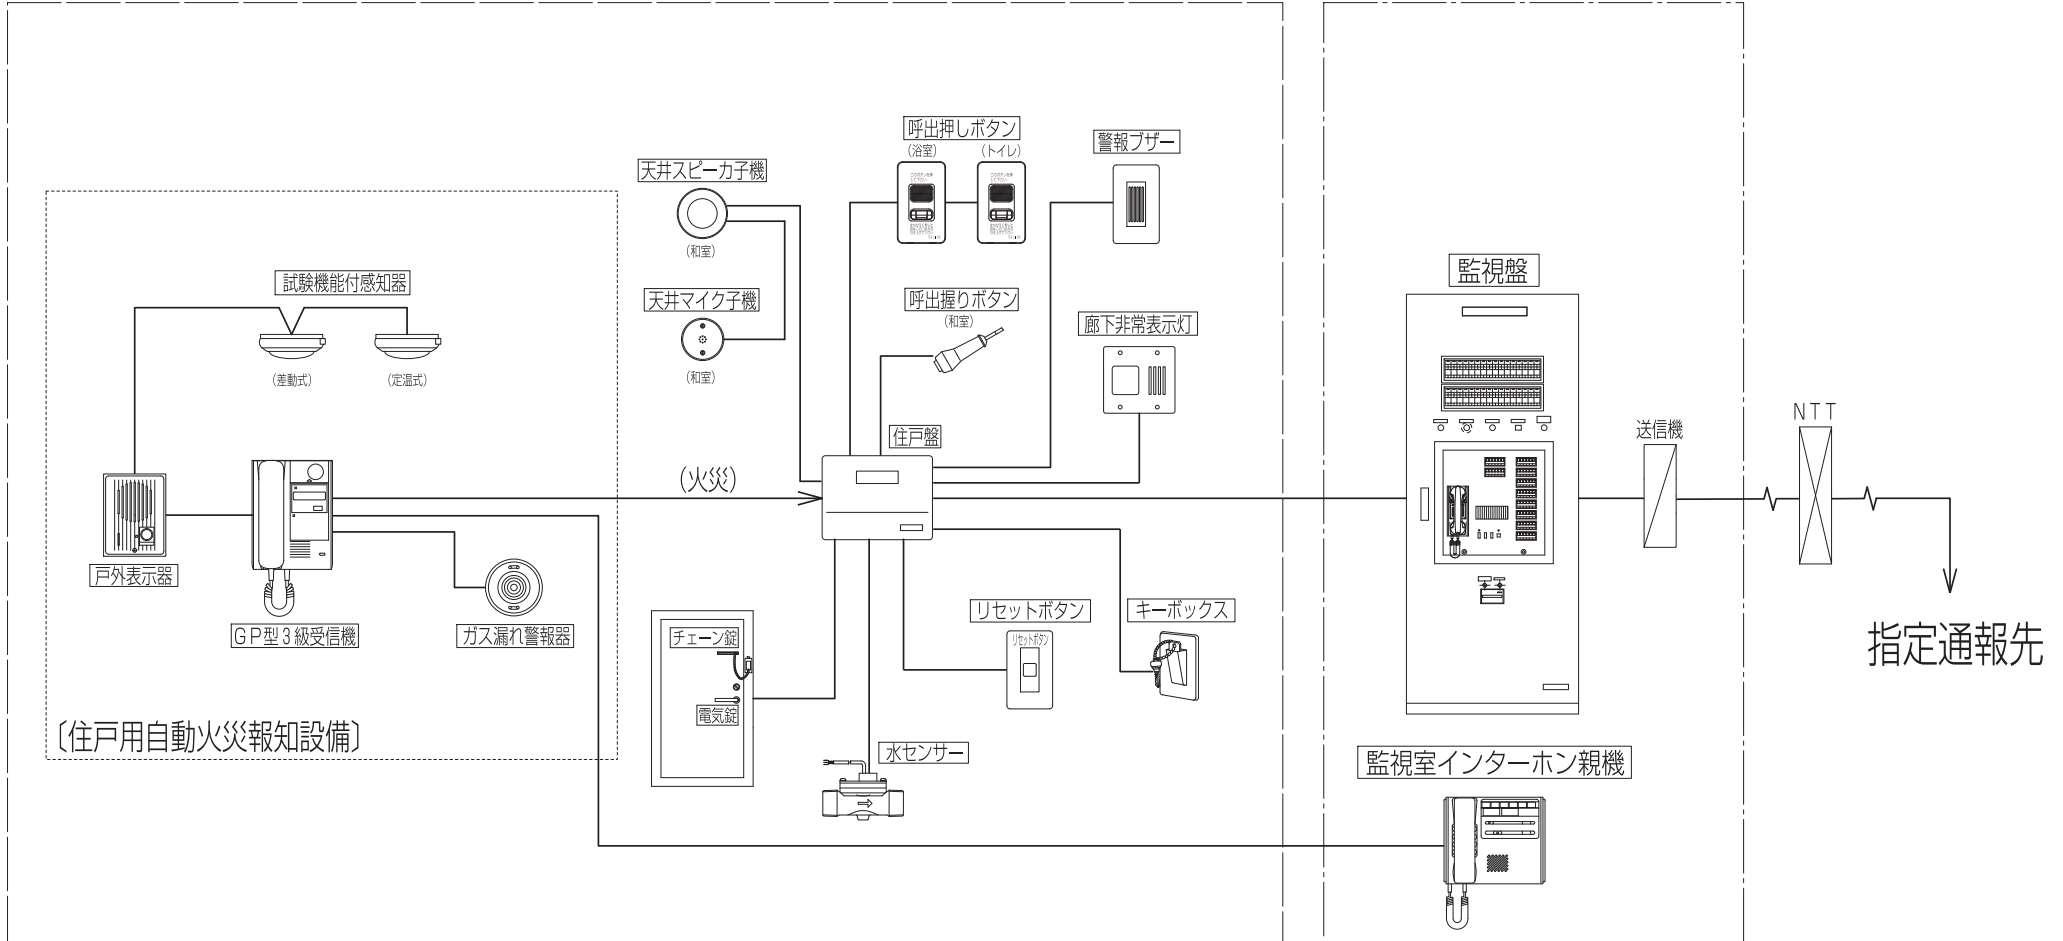 呼出押しボタン
(浴室)
(トイレ)
警報ブザー
天井スピーカ子機
(和室)
試験機能付感知器
(差動式)
(定温式)
天井マイク子機
(和室)
呼出握りボタン
(和室)
廊下非常表示灯
監視盤
住戸盤
(火災)
送信機
NTT
戸外表示器
GP型3級受信機
ガス漏れ警報器
チェーン錠
電気錠
リセットボタン
リセットボタン
キーボックス
指定通報先
〔住戸用自動火災報知設備〕
水センサー
監視室インターホン親機